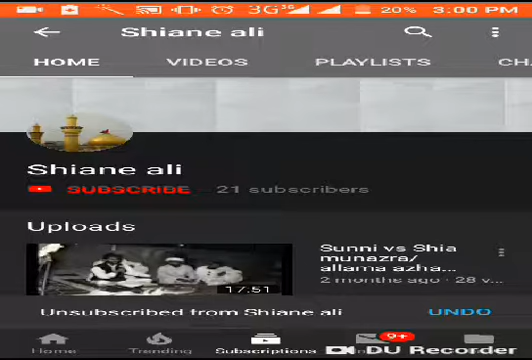 3G 20% 3:00 PM
Shiane ali
HOME VIDEOS PLAYLISTS CH
Shiane ali
SUBSCRIBE 21 subscribers
Uploads
17:51
Sunni vs Shia
munazra/
allama azha...
2 months ago · 28 v...
Unsubscribed from Shiane ali UNDO
9+
Home Trending Subscriptions
DU Recorder